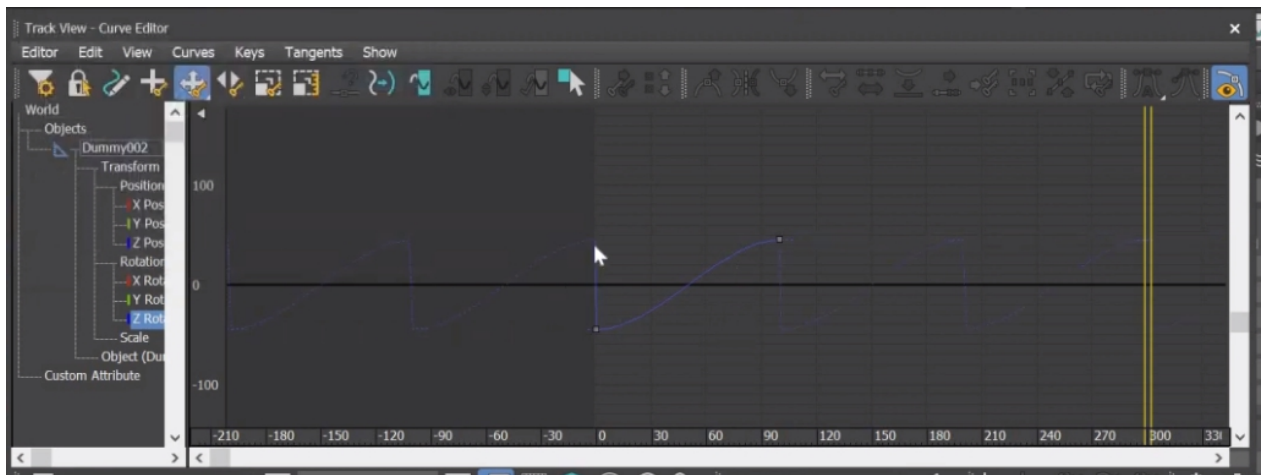 Track View - Curve Editor
Editor Edit View Curves Keys Tangents Show
World
Objects
Dummy002
Transform
Position
X Pos
Y Pos
Z Pos
Rotation
X Rot
Y Rot
Z Rot
Scale
Object (Du
Custom Attribute
100
0
-100
-210 -180 -150 -120 -90 -60 -30 0 30 60 90 120 150 180 210 240 270 300